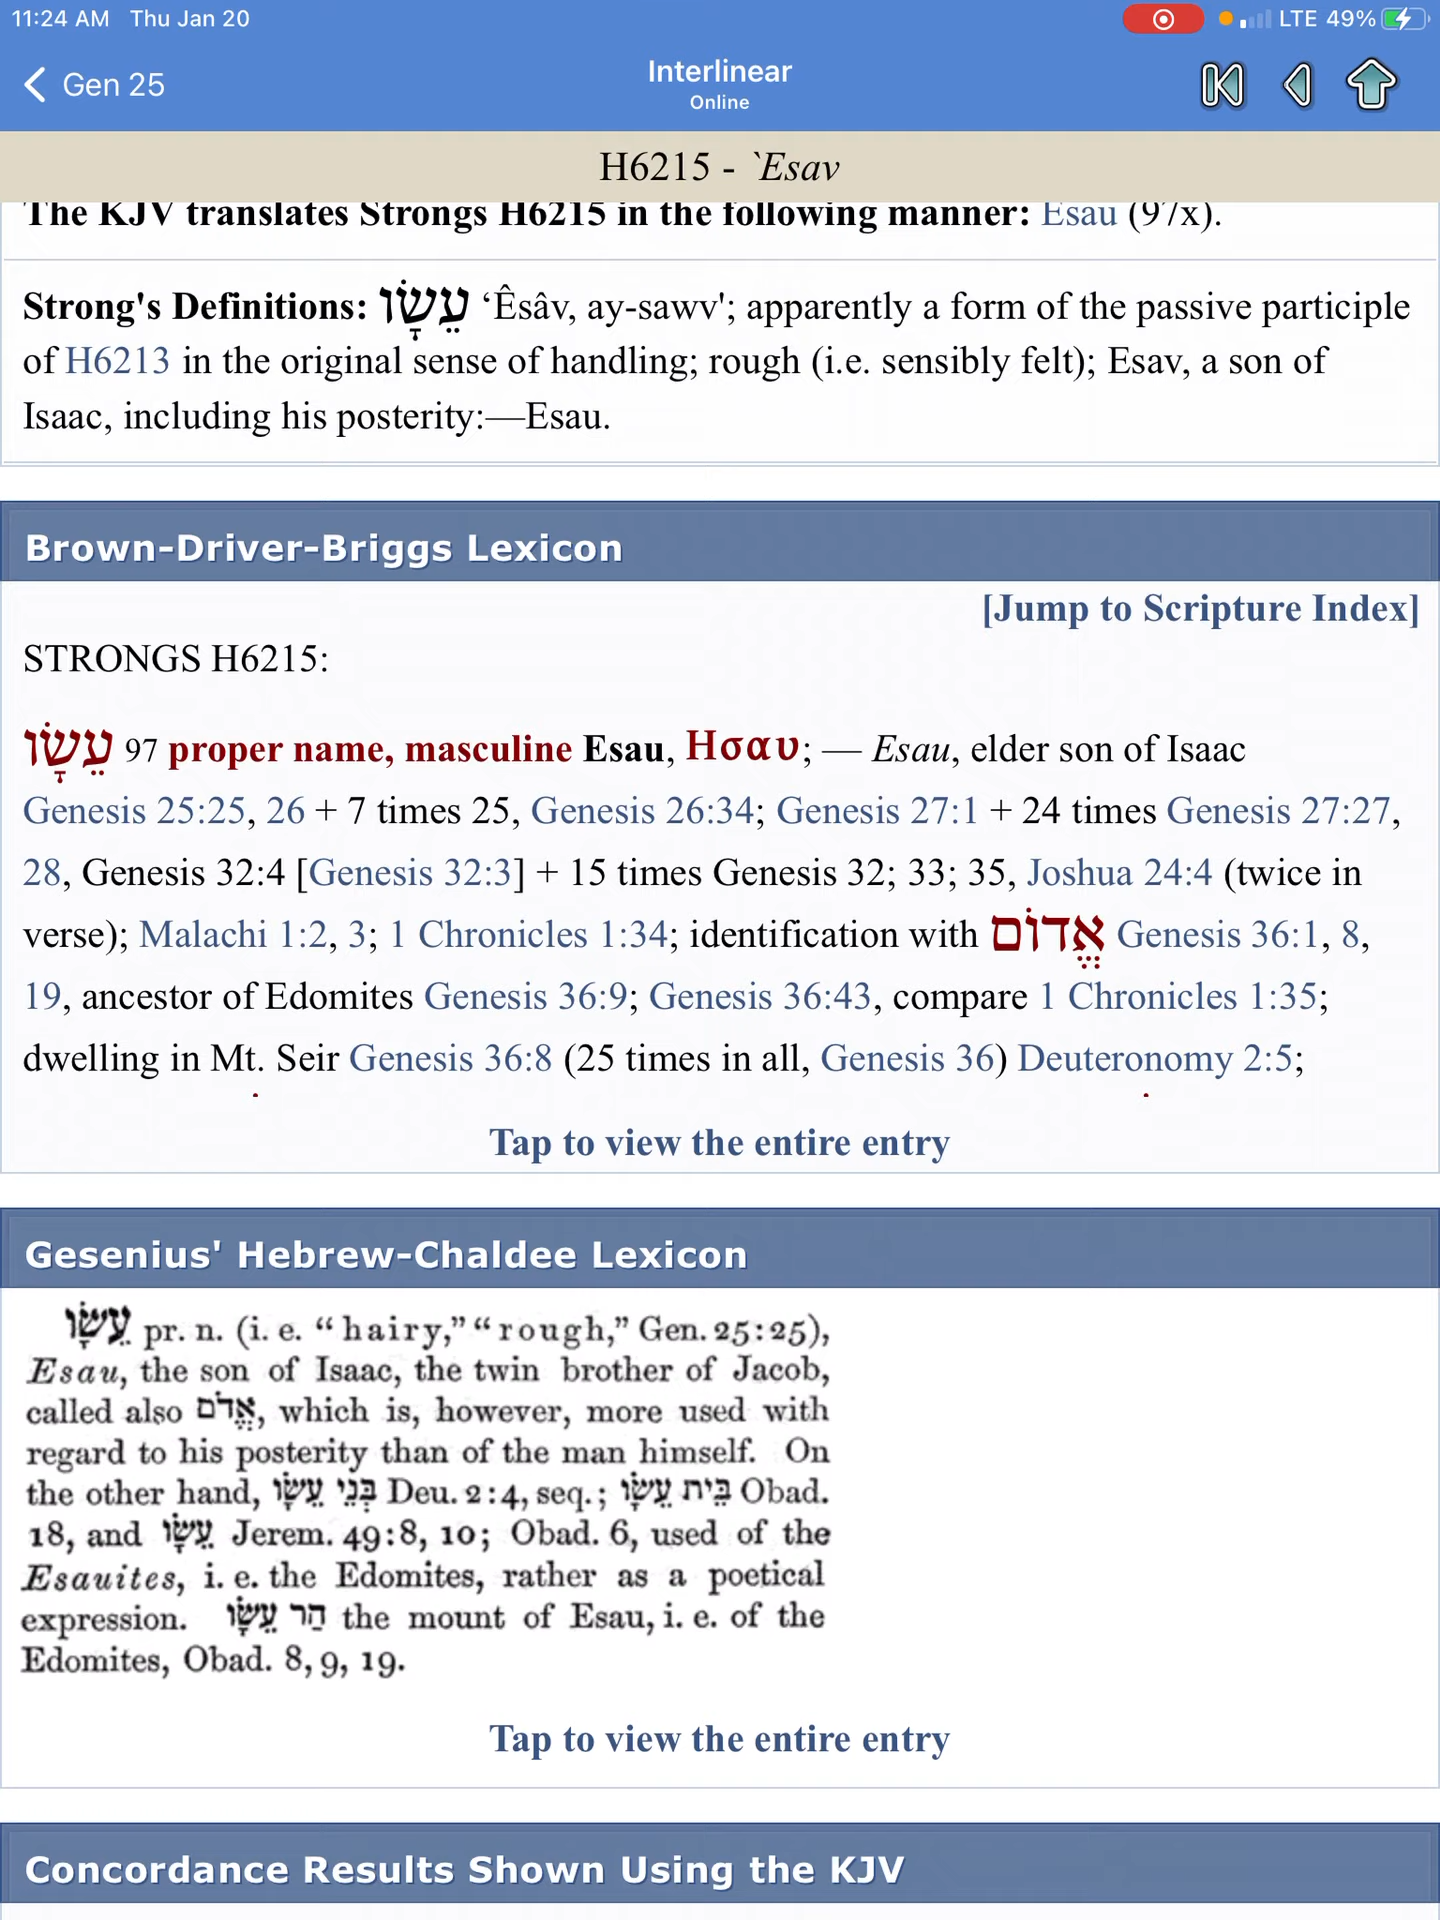 11:24 AM Thu Jan 20
LTE 49%
Gen 25
Interlinear
Online
H6215 - `Esav
The KJV translates Strongs H6215 in the following manner: Esau (97x).
Strong's Definitions: עֵשָׂו ʻÊsâv, ay-sawv'; apparently a form of the passive participle
of H6213 in the original sense of handling; rough (i.e. sensibly felt); Esav, a son of
Isaac, including his posterity:—Esau.
Brown-Driver-Briggs Lexicon
[Jump to Scripture Index]
STRONGS H6215:
עֵשָׂו 97 proper name, masculine Esau, Ησαυ; — Esau, elder son of Isaac
Genesis 25:25, 26 + 7 times 25, Genesis 26:34; Genesis 27:1 + 24 times Genesis 27:27,
28, Genesis 32:4 [Genesis 32:3] + 15 times Genesis 32; 33; 35, Joshua 24:4 (twice in
verse); Malachi 1:2, 3; 1 Chronicles 1:34; identification with אֱדוֹם Genesis 36:1, 8,
19, ancestor of Edomites Genesis 36:9; Genesis 36:43, compare 1 Chronicles 1:35;
dwelling in Mt. Seir Genesis 36:8 (25 times in all, Genesis 36) Deuteronomy 2:5;
Tap to view the entire entry
Gesenius' Hebrew-Chaldee Lexicon
עֵשָׂו pr. n. (i. e. “hairy,” “rough,” Gen. 25:25),
Esau, the son of Isaac, the twin brother of Jacob,
called also אֱדֹם, which is, however, more used with
regard to his posterity than of the man himself. On
the other hand, בְּנֵי עֵשָׂו Deu. 2:4, seq.; בֵּית עֵשָׂו Obad.
18, and עֵשָׂו Jerem. 49:8, 10; Obad. 6, used of the
Esauites, i. e. the Edomites, rather as a poetical
expression. הַר עֵשָׂו the mount of Esau, i. e. of the
Edomites, Obad. 8, 9, 19.
Tap to view the entire entry
Concordance Results Shown Using the KJV